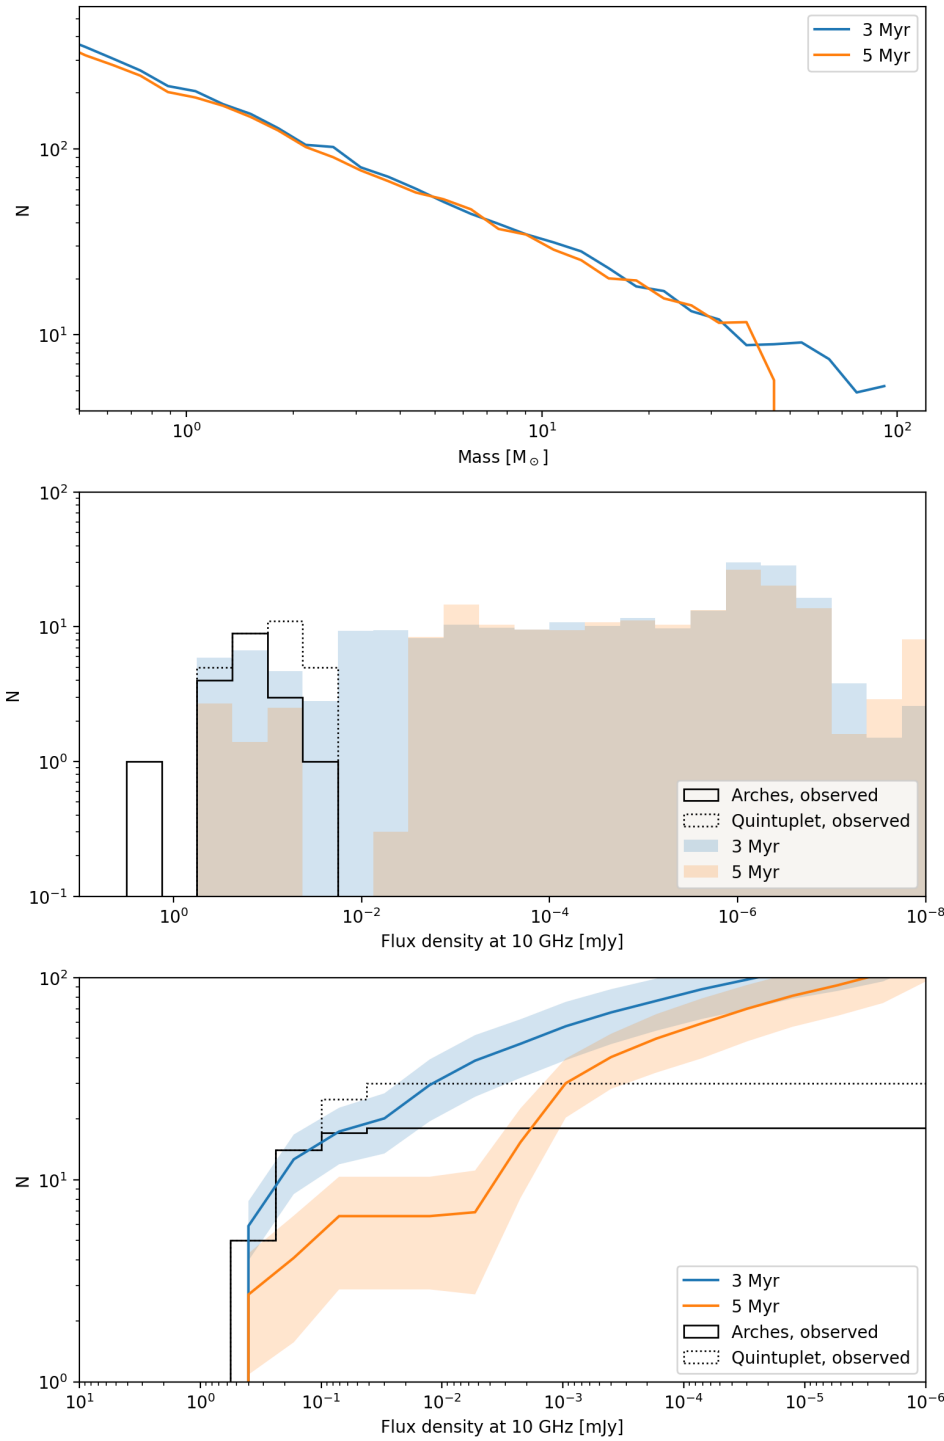 3 Myr
5 Myr
10²
10¹
N
10⁰ 10¹ 10²
Mass [M⊙]
10²
10¹
10⁰
10⁻¹
N
Arches, observed
Quintuplet, observed
3 Myr
5 Myr
10⁰ 10⁻² 10⁻⁴ 10⁻⁶ 10⁻⁸
Flux density at 10 GHz [mJy]
10²
10¹
10⁰
N
3 Myr
5 Myr
Arches, observed
Quintuplet, observed
10¹ 10⁰ 10⁻¹ 10⁻² 10⁻³ 10⁻⁴ 10⁻⁵ 10⁻⁶
Flux density at 10 GHz [mJy]